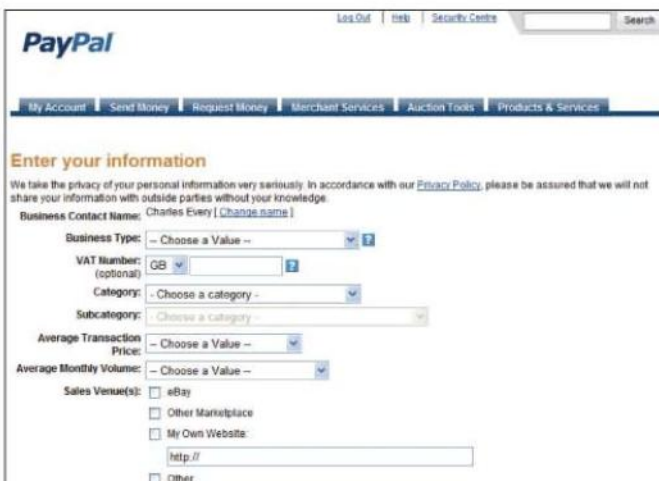 Log Out | Help | Security Centre
Search
PayPal
My Account Send Money Request Money Merchant Services Auction Tools Products & Services
Enter your information
We take the privacy of your personal information very seriously. In accordance with our Privacy Policy, please be assured that we will not
share your information with outside parties without your knowledge.
Business Contact Name: Charles Every [ Change name ]
Business Type: -- Choose a Value -- ?
VAT Number: GB ?
(optional)
Category: - Choose a category -
Subcategory: - Choose a category -
Average Transaction
Price: -- Choose a Value --
Average Monthly Volume: -- Choose a Value --
Sales Venue(s): eBay
Other Marketplace
My Own Website:
http://
Other